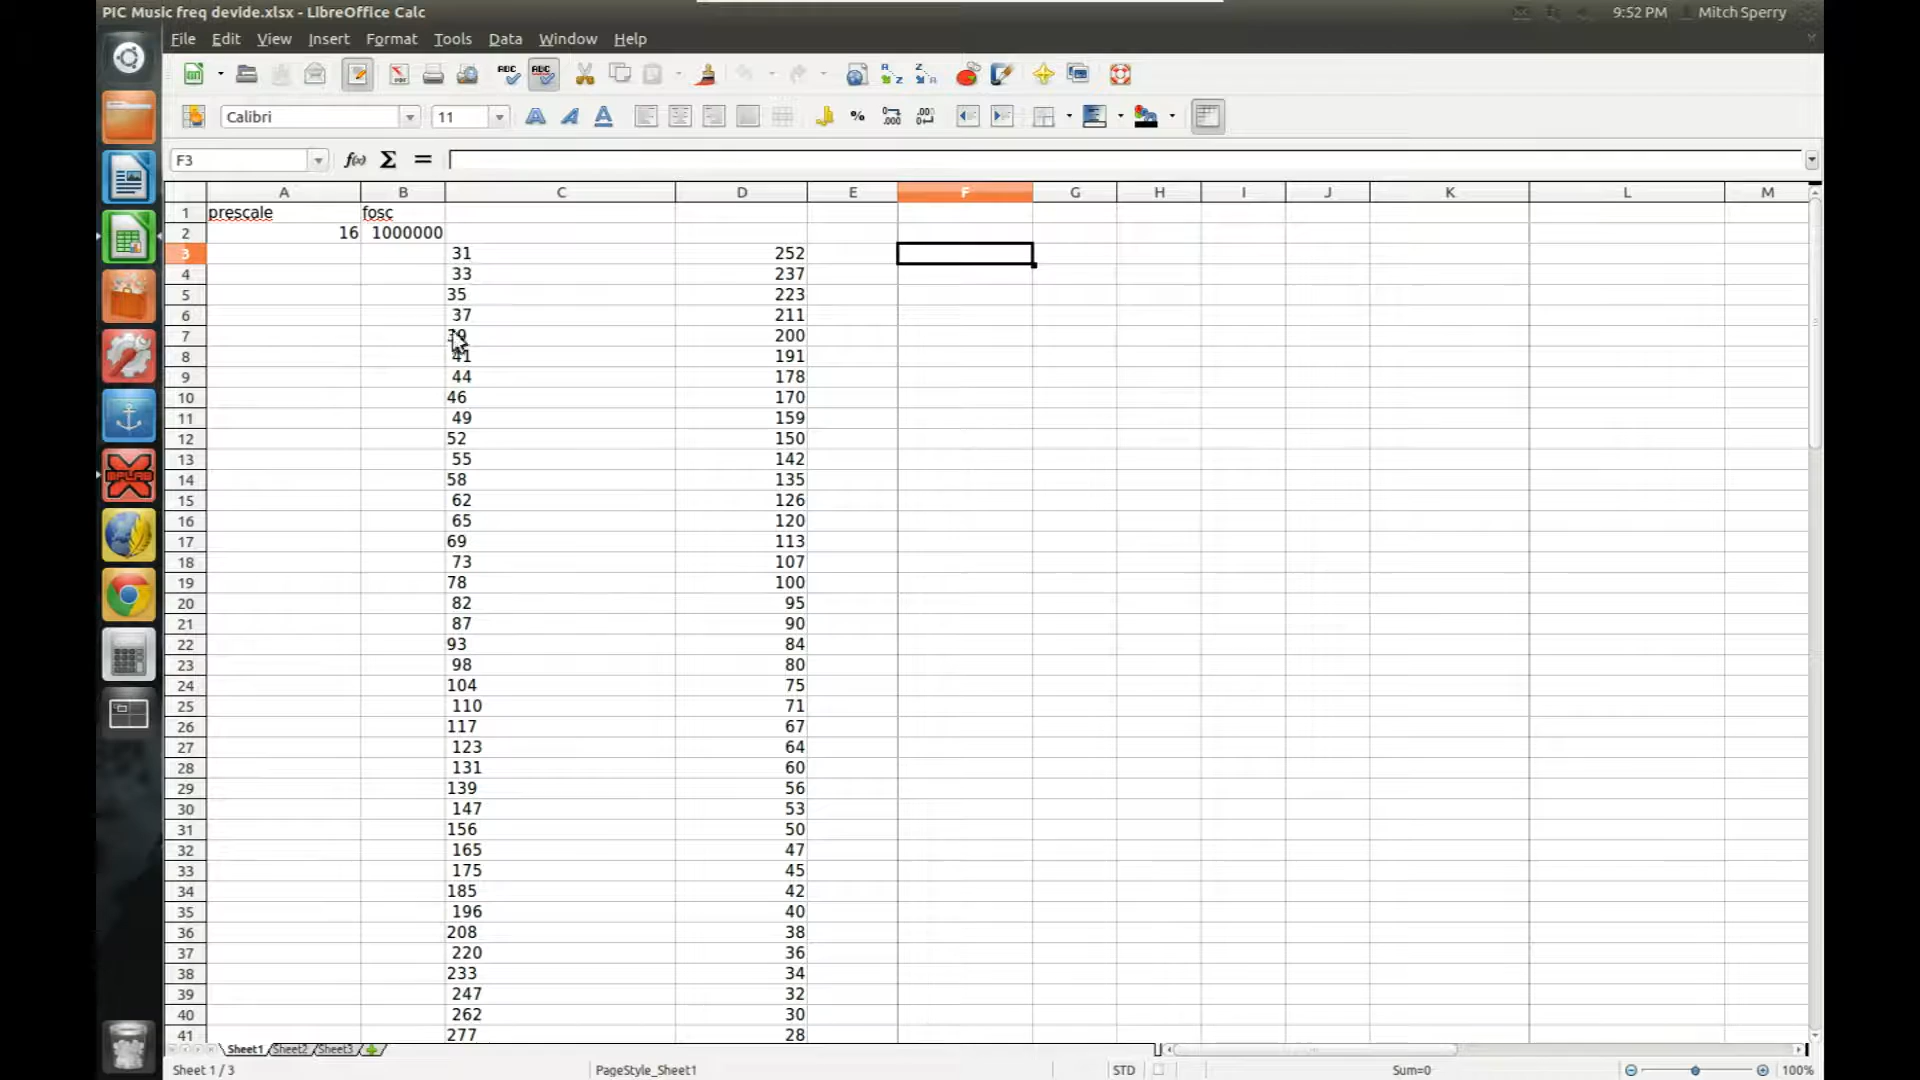 PIC Music freq devide.xlsx - LibreOffice Calc 9:52 PM Mitch Sperry
File Edit View Insert Format Tools Data Window Help
ABC ABC
Calibri 11
F3
A B C D E F G H I J K L M
1 prescale fosc
2 16 1000000
3 31 252
4 33 237
5 35 223
6 37 211
7 39 200
8 41 191
9 44 178
10 46 170
11 49 159
12 52 150
13 55 142
14 58 135
15 62 126
16 65 120
17 69 113
18 73 107
19 78 100
20 82 95
21 87 90
22 93 84
23 98 80
24 104 75
25 110 71
26 117 67
27 123 64
28 131 60
29 139 56
30 147 53
31 156 50
32 165 47
33 175 45
34 185 42
35 196 40
36 208 38
37 220 36
38 233 34
39 247 32
40 262 30
41 277 28
Sheet1 Sheet2 Sheet3
Sheet 1 / 3 PageStyle_Sheet1 STD Sum=0 100%